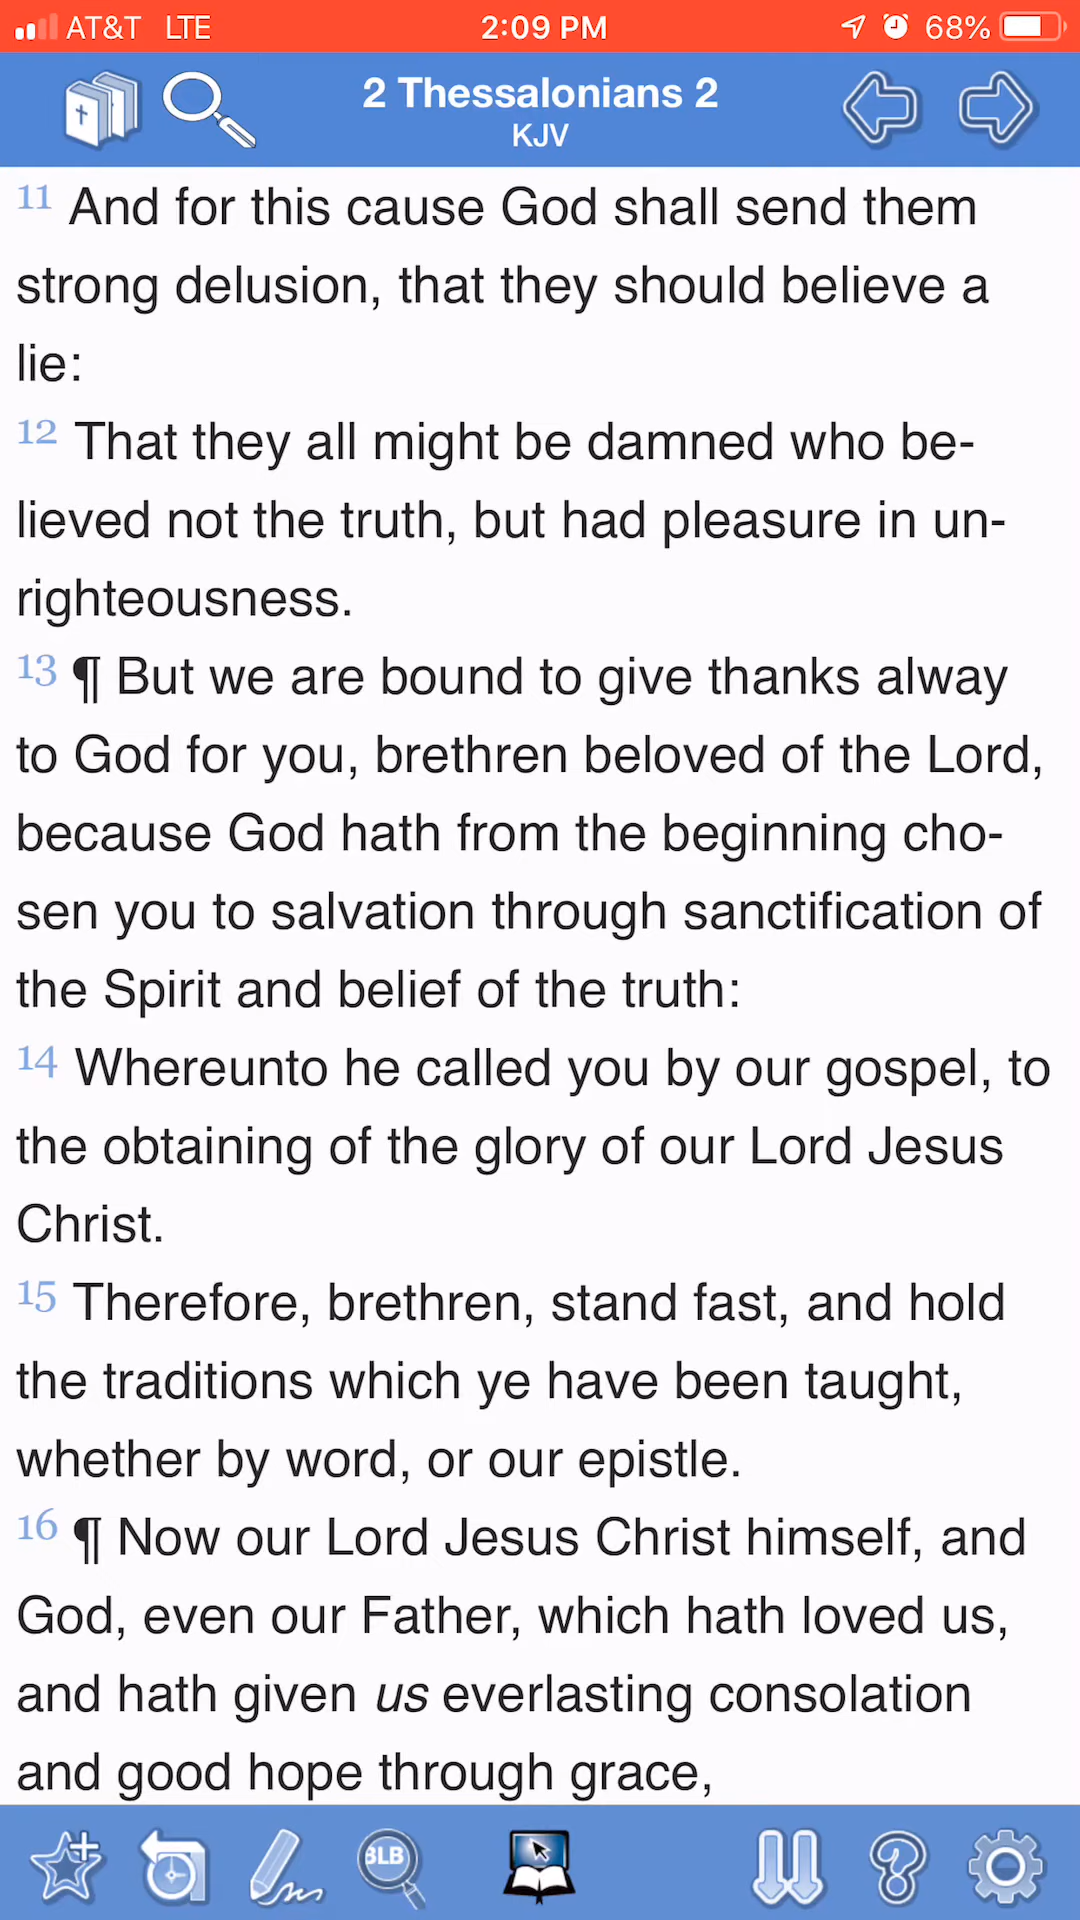 AT&T LTE 2:09 PM 68%
2 Thessalonians 2
KJV
11 And for this cause God shall send them
strong delusion, that they should believe a
lie:
12 That they all might be damned who be-
lieved not the truth, but had pleasure in un-
righteousness.
13 ¶ But we are bound to give thanks alway
to God for you, brethren beloved of the Lord,
because God hath from the beginning cho-
sen you to salvation through sanctification of
the Spirit and belief of the truth:
14 Whereunto he called you by our gospel, to
the obtaining of the glory of our Lord Jesus
Christ.
15 Therefore, brethren, stand fast, and hold
the traditions which ye have been taught,
whether by word, or our epistle.
16 ¶ Now our Lord Jesus Christ himself, and
God, even our Father, which hath loved us,
and hath given us everlasting consolation
and good hope through grace,
BLB